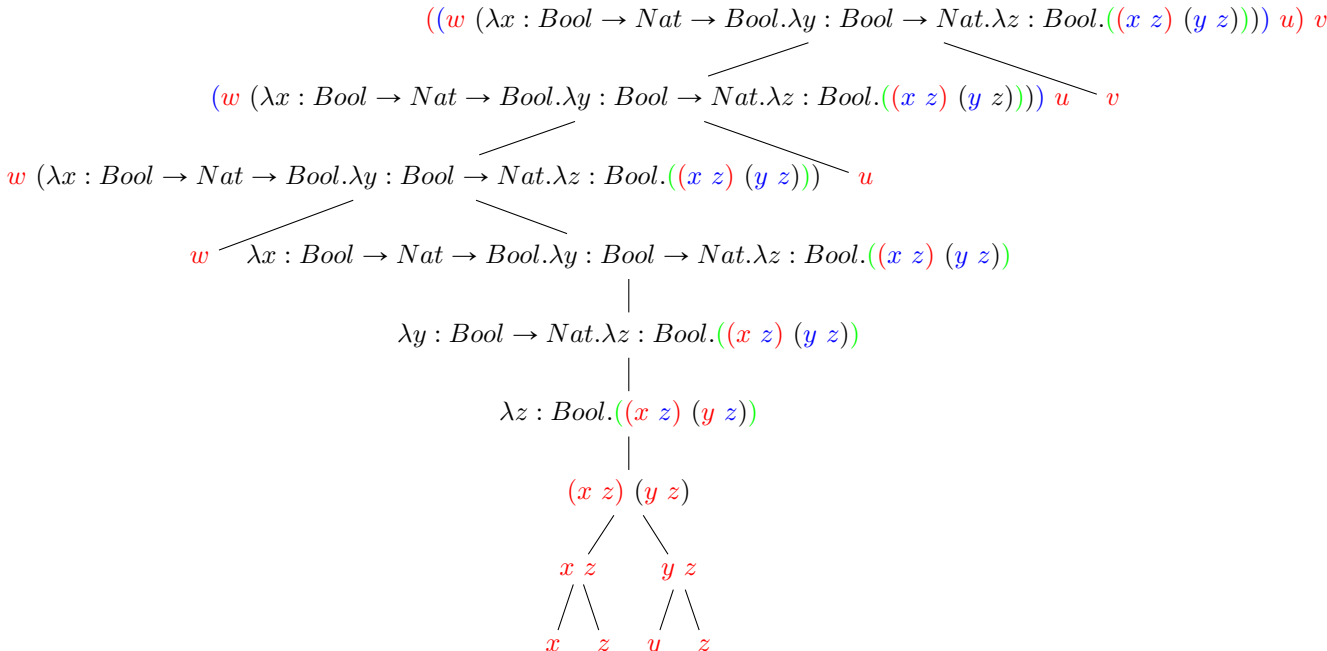 ((w (λx : Bool → Nat → Bool.λy : Bool → Nat.λz : Bool.((x z) (y z)))) u) v
(w (λx : Bool → Nat → Bool.λy : Bool → Nat.λz : Bool.((x z) (y z)))) u v
w (λx : Bool → Nat → Bool.λy : Bool → Nat.λz : Bool.((x z) (y z))) u
w λx : Bool → Nat → Bool.λy : Bool → Nat.λz : Bool.((x z) (y z))
λy : Bool → Nat.λz : Bool.((x z) (y z))
λz : Bool.((x z) (y z))
(x z) (y z)
x z y z
x z y z